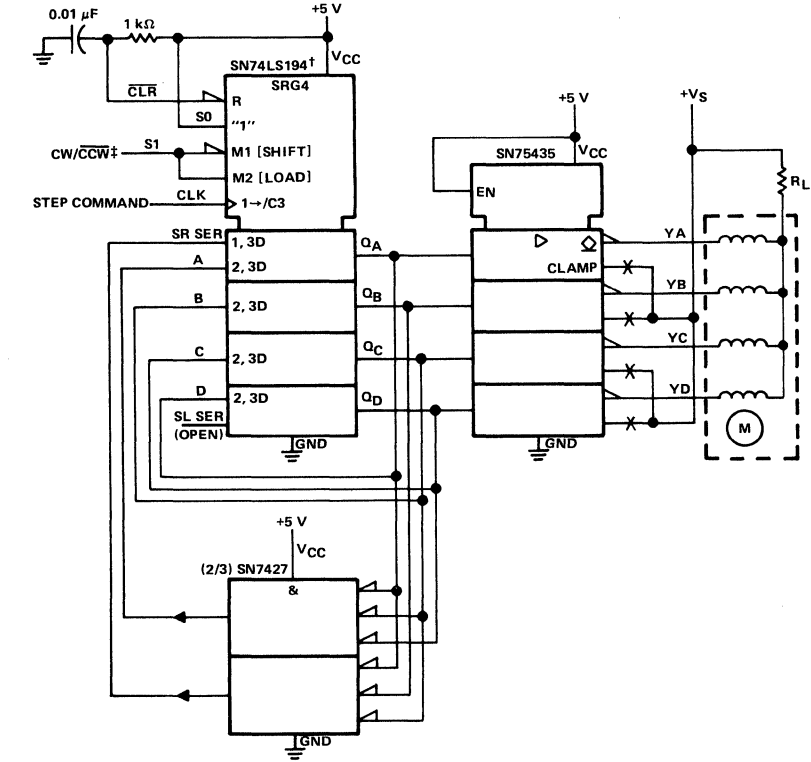 0.01 μF
1 kΩ
+5 V
VCC
SN74LS194†
SRG4
CLR
R
S0
"1"
CW/CCW‡
S1
M1 [SHIFT]
M2 [LOAD]
STEP COMMAND
CLK
1→/C3
SR SER
1, 3D
A
2, 3D
B
2, 3D
C
2, 3D
D
2, 3D
SL SER
(OPEN)
GND
QA
QB
QC
QD
+5 V
VCC
SN75435
EN
CLAMP
GND
+VS
RL
YA
YB
YC
YD
M
+5 V
VCC
(2/3) SN7427
&
GND